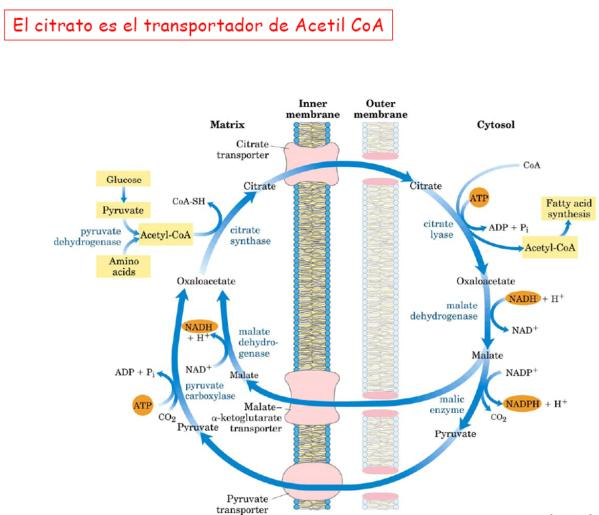 El citrato es el transportador de Acetil CoA
Inner
membrane
Outer
membrane
Matrix
Cytosol
Citrate
transporter
Glucose
Pyruvate
pyruvate
dehydrogenase
Acetyl-CoA
Amino
acids
CoA-SH
Citrate
citrate
synthase
Oxaloacetate
Citrate
CoA
ATP
citrate
lyase
ADP + Pi
Fatty acid
synthesis
Acetyl-CoA
Oxaloacetate
malate
dehydrogenase
NADH + H+
NAD+
Malate
NADP+
malic
enzyme
NADPH + H+
CO2
Pyruvate
NADH
+ H+
malate
dehydro-
genase
NAD+
Malate
ADP + Pi
pyruvate
carboxylase
ATP
CO2
Pyruvate
Malate–
α-ketoglutarate
transporter
Pyruvate
transporter